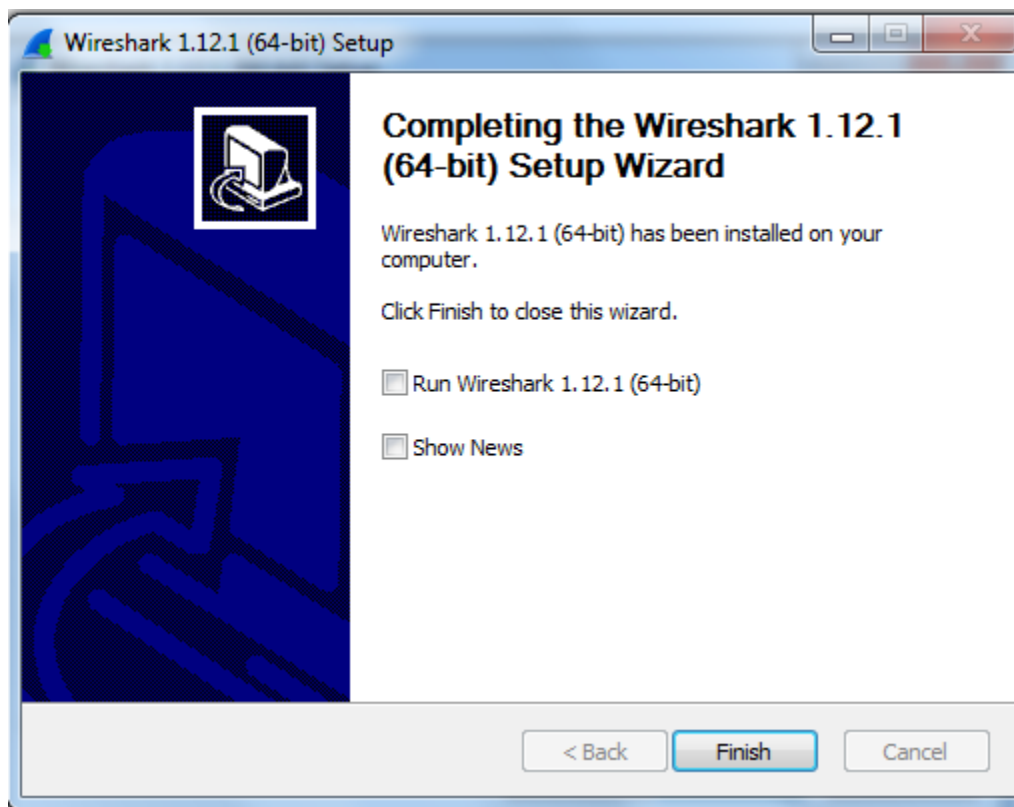 Wireshark 1.12.1 (64-bit) Setup
Completing the Wireshark 1.12.1
(64-bit) Setup Wizard
Wireshark 1.12.1 (64-bit) has been installed on your
computer.
Click Finish to close this wizard.
Run Wireshark 1.12.1 (64-bit)
Show News
< Back
Finish
Cancel